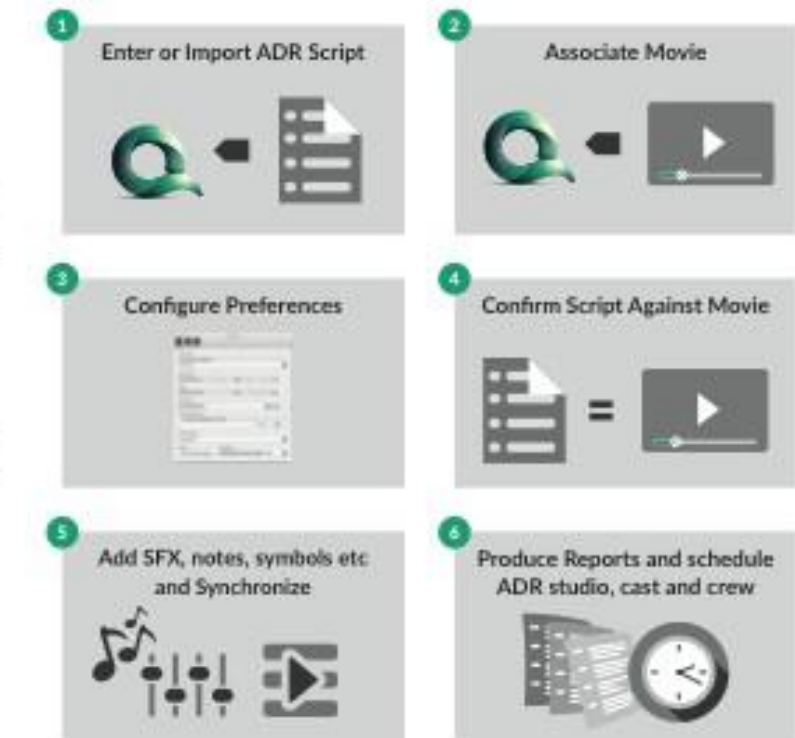 1
Enter or Import ADR Script
2
Associate Movie
3
Configure Preferences
4
Confirm Script Against Movie
5
Add SFX, notes, symbols etc
and Synchronize
6
Produce Reports and schedule
ADR studio, cast and crew